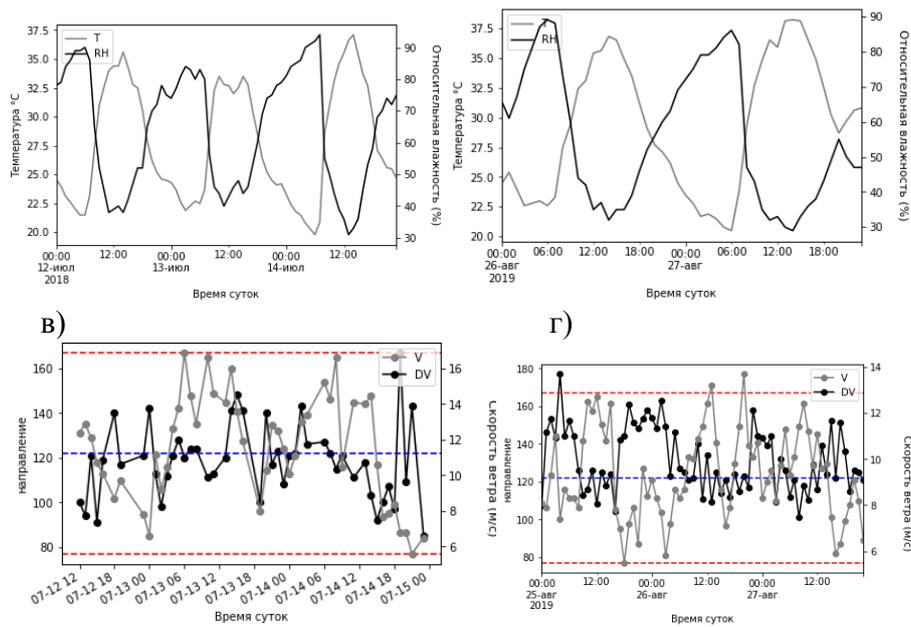 37.5
35.0
32.5
30.0
27.5
25.0
22.5
20.0
Температура °C
T
RH
90
80
70
60
50
40
30
Относительная влажность (%)
00:00 12:00 00:00 12:00 00:00 12:00
12-июл 13-июл 14-июл
2018
Время суток
37.5
35.0
32.5
30.0
27.5
25.0
22.5
20.0
Температура °C
T
RH
90
80
70
60
50
40
30
Относительная влажность (%)
00:00 06:00 12:00 18:00 00:00 06:00 12:00 18:00
26-авг 27-авг
2019
Время суток
в)
160
140
120
100
80
направление
V
DV
16
14
12
10
8
6
скорость ветра (м/с)
07-12 12 07-12 18 07-13 00 07-13 06 07-13 12 07-13 18 07-14 00 07-14 06 07-14 12 07-14 18 07-15 00
Время суток
г)
180
160
140
120
100
80
направление
V
DV
14
12
10
8
6
скорость ветра (м/с)
00:00 12:00 00:00 12:00 00:00 12:00
25-авг 26-авг 27-авг
2019
Время суток